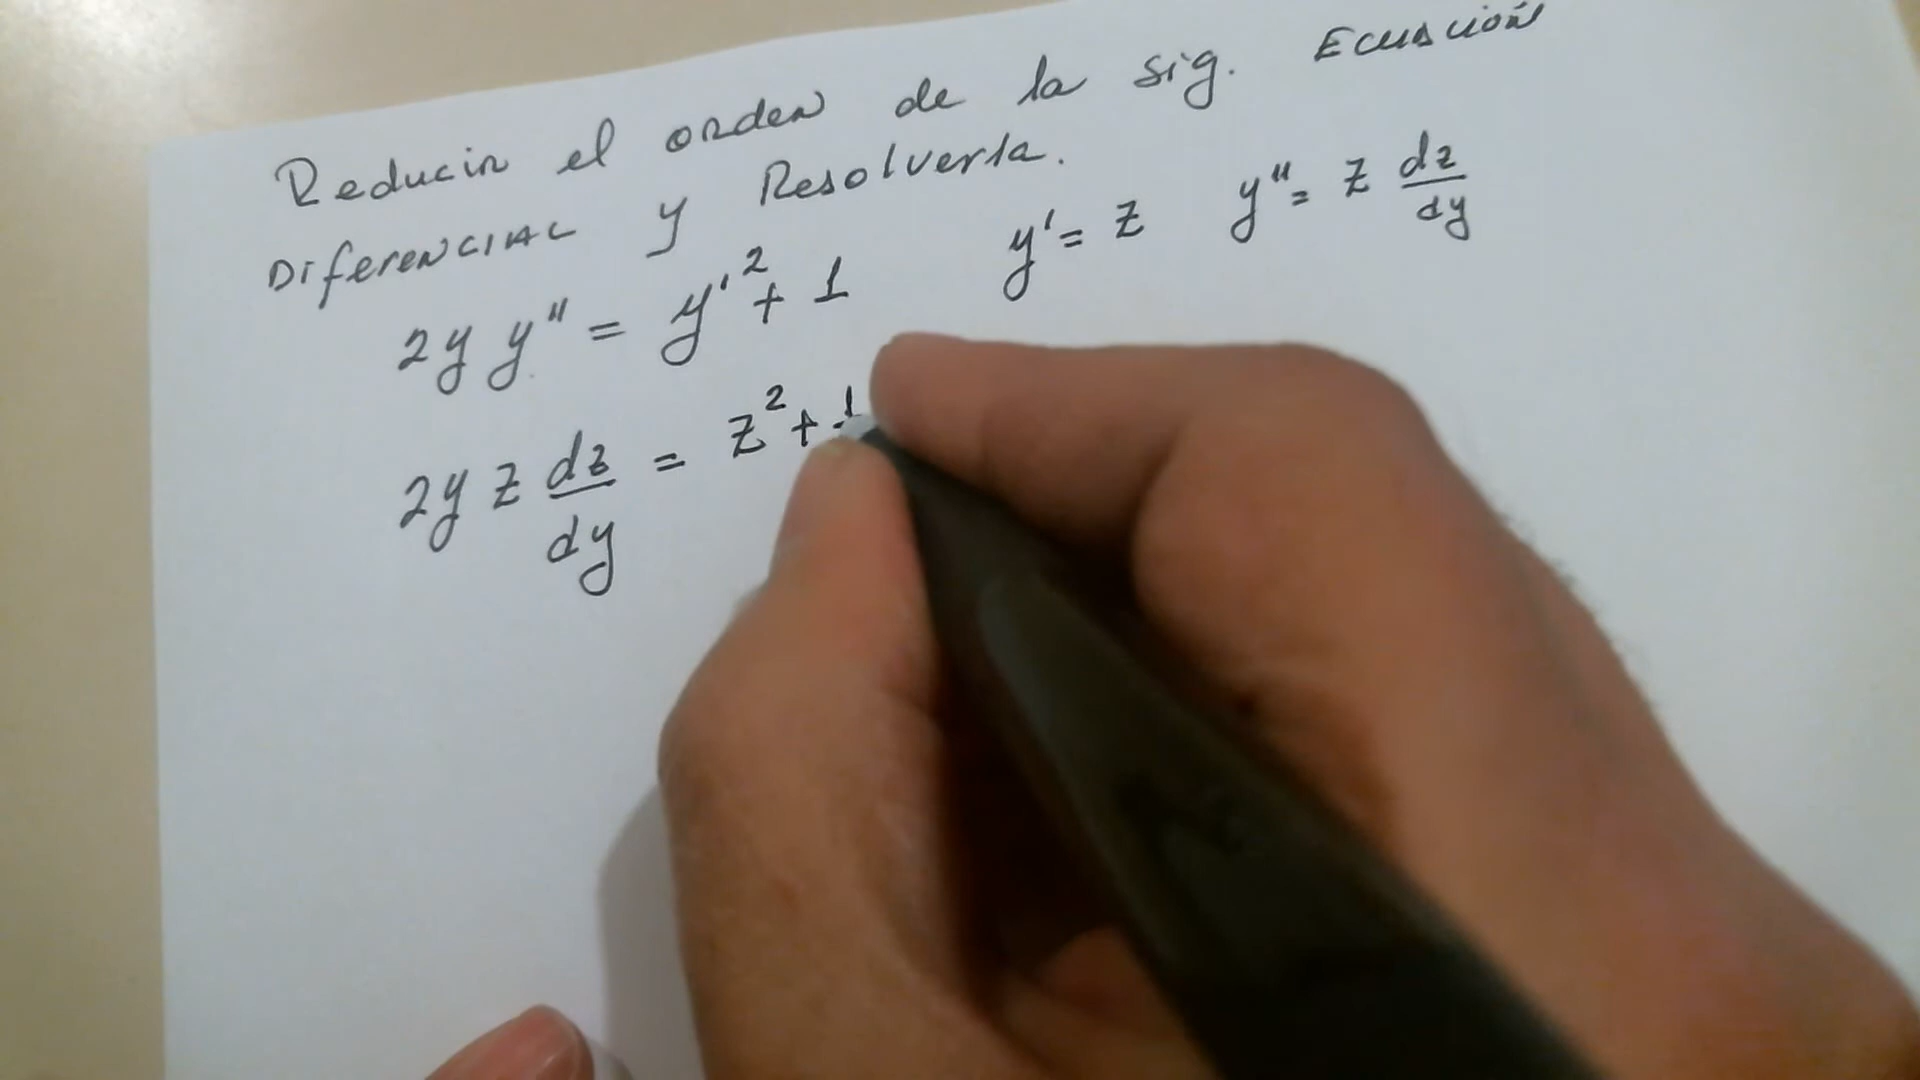 Reducir el orden de la sig. Ecuación
Diferencial y Resolverla.
2y y" = y'² + 1    y' = z    y" = z dz/dy
2y z dz/dy = z² + 1